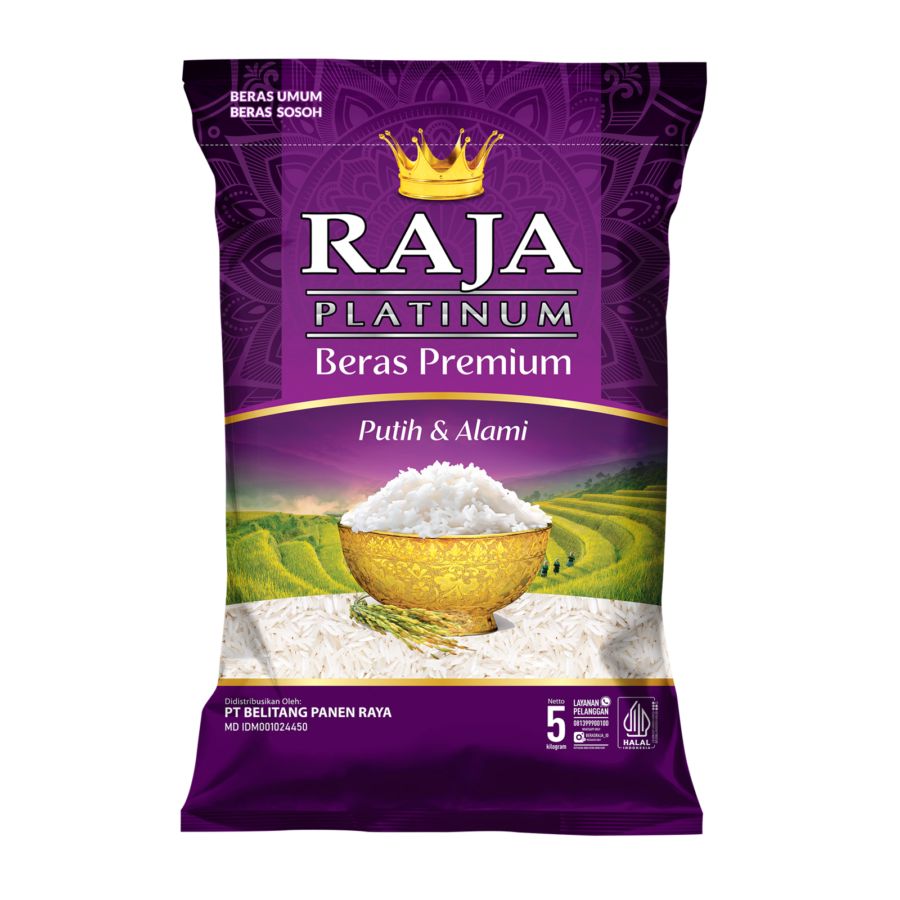 BERAS UMUM
BERAS SOSOH
RAJA
PLATINUM
Beras Premium
Putih & Alami
Didistribusikan Oleh:
PT BELITANG PANEN RAYA
MD IDM001024450
Netto
5
kilogram
LAYANAN
PELANGGAN
081399900100
BERASRAJA_ID
HALAL
INDONESIA